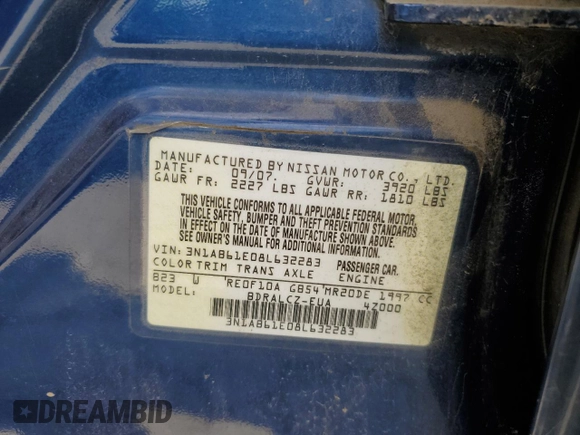 MANUFACTURED BY NISSAN MOTOR CO., LTD.
DATE: 09/07. GVWR: 3920 LBS
GAWR FR: 2227 LBS GAWR RR: 1810 LBS
THIS VEHICLE CONFORMS TO ALL APPLICABLE FEDERAL MOTOR
VEHICLE SAFETY, BUMPER AND THEFT PREVENTION STANDARDS
IN EFFECT ON THE DATE OF MANUFACTURE SHOWN ABOVE.
SEE OWNER'S MANUAL FOR ADDITIONAL INFORMATION.
VIN: 3N1AB61E08L632283 PASSENGER CAR.
COLOR TRIM TRANS AXLE ENGINE
B23 W RE0F10A GB54 MR20DE 1997 CC
MODEL: BDRALCZ-EUA 47000
3N1AB61E08L632283
DREAMBID